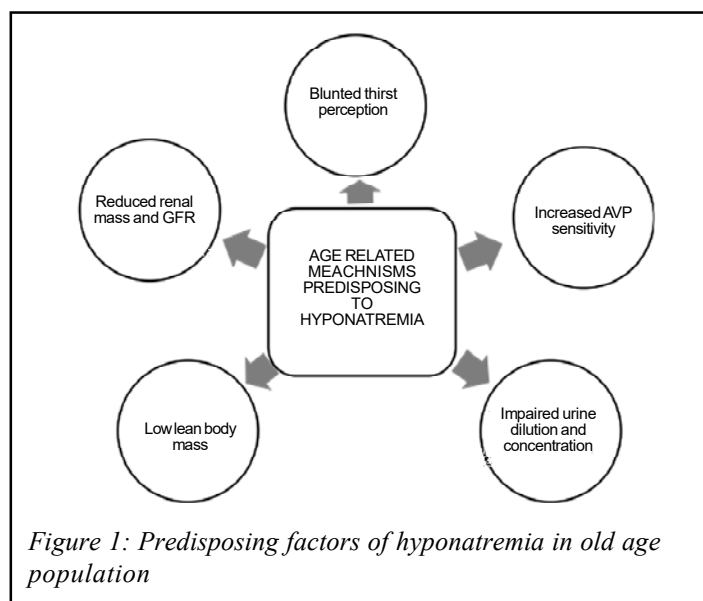 Blunted thirst
perception
Reduced renal
mass and GFR
Increased AVP
sensitivity
AGE RELATED
MEACHNISMS
PREDISPOSING
TO
HYPONATREMIA
Low lean body
mass
Impaired urine
dilution and
concentration
Figure 1: Predisposing factors of hyponatremia in old age
population